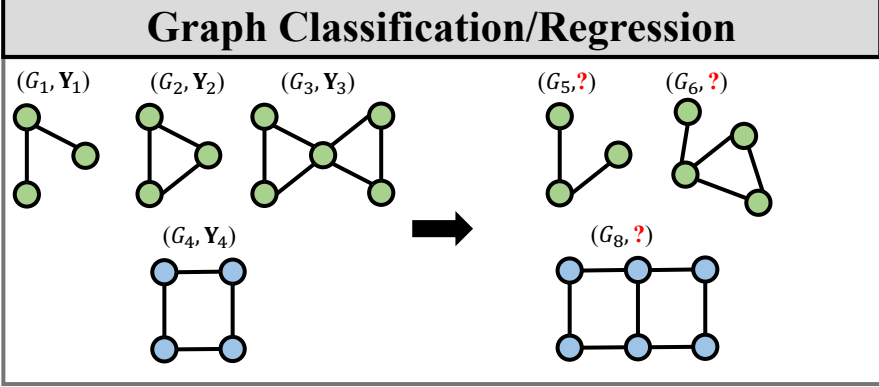 Graph Classification/Regression
(G₁, Y₁) (G₂, Y₂) (G₃, Y₃) (G₅,?) (G₆, ?)
(G₄, Y₄) (G₈, ?)